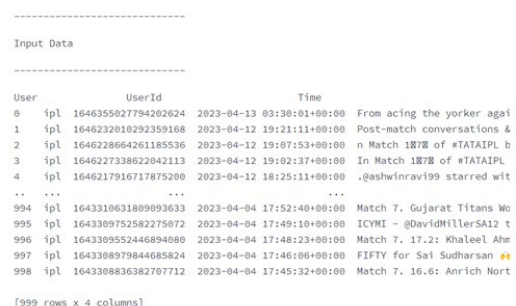 ----------------------------
Input Data
----------------------------
User UserId Time
0 ipl 1646355027794202624 2023-04-13 03:30:01+00:00 From acing the yorker agai
1 ipl 1646232010292359168 2023-04-12 19:21:11+00:00 Post-match conversations &
2 ipl 1646228664261185536 2023-04-12 19:07:53+00:00 n Match 1⃣7⃣ of #TATAIPL b
3 ipl 1646227338622042113 2023-04-12 19:02:37+00:00 In Match 1⃣7⃣ of #TATAIPL
4 ipl 1646217916717875200 2023-04-12 18:25:11+00:00 .@ashwinravi99 starred wit
.. ... ... ...
994 ipl 1643310631809093633 2023-04-04 17:52:40+00:00 Match 7. Gujarat Titans Wo
995 ipl 1643309752582275072 2023-04-04 17:49:10+00:00 ICYMI - @DavidMillerSA12 t
996 ipl 1643309552446894080 2023-04-04 17:48:23+00:00 Match 7. 17.2: Khaleel Ahm
997 ipl 1643308979844685824 2023-04-04 17:46:06+00:00 FIFTY for Sai Sudharsan 🙌
998 ipl 1643308836382707712 2023-04-04 17:45:32+00:00 Match 7. 16.6: Anrich Nort
[999 rows x 4 columns]